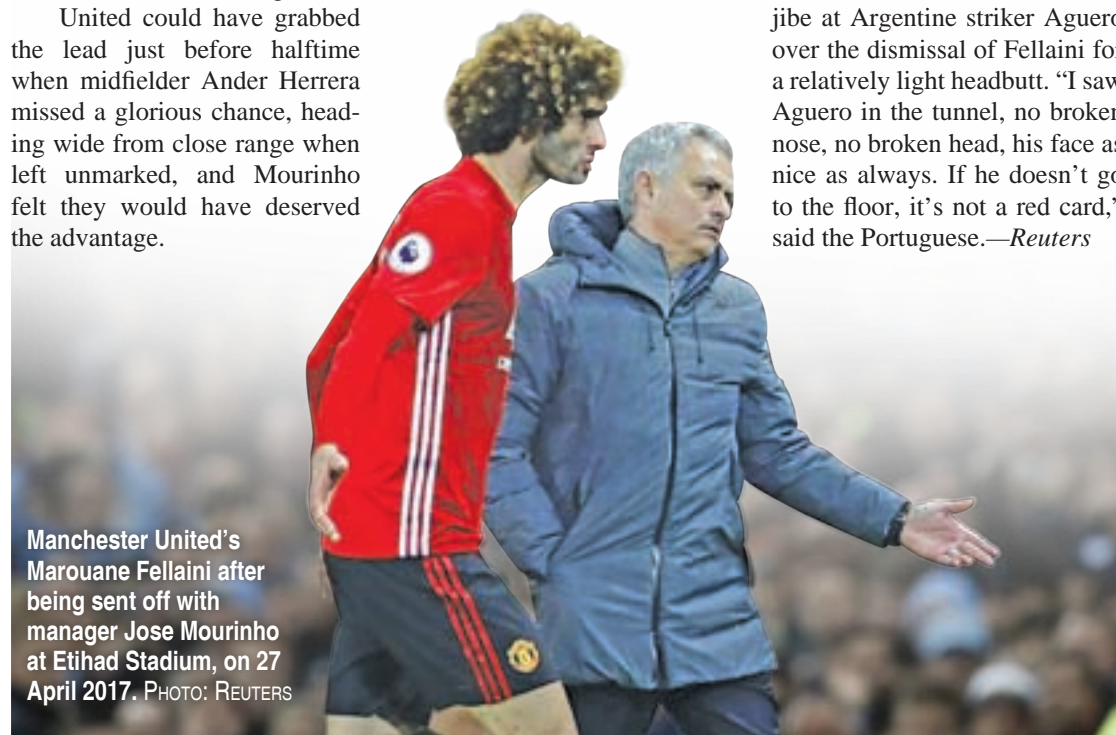 United could have grabbed
the lead just before halftime
when midfielder Ander Herrera
missed a glorious chance, head-
ing wide from close range when
left unmarked, and Mourinho
felt they would have deserved
the advantage.
jibe at Argentine striker Aguero
over the dismissal of Fellaini for
a relatively light headbutt. “I saw
Aguero in the tunnel, no broken
nose, no broken head, his face as
nice as always. If he doesn’t go
to the floor, it’s not a red card,”
said the Portuguese.—Reuters
Manchester United’s
Marouane Fellaini after
being sent off with
manager Jose Mourinho
at Etihad Stadium, on 27
April 2017. PHOTO: REUTERS